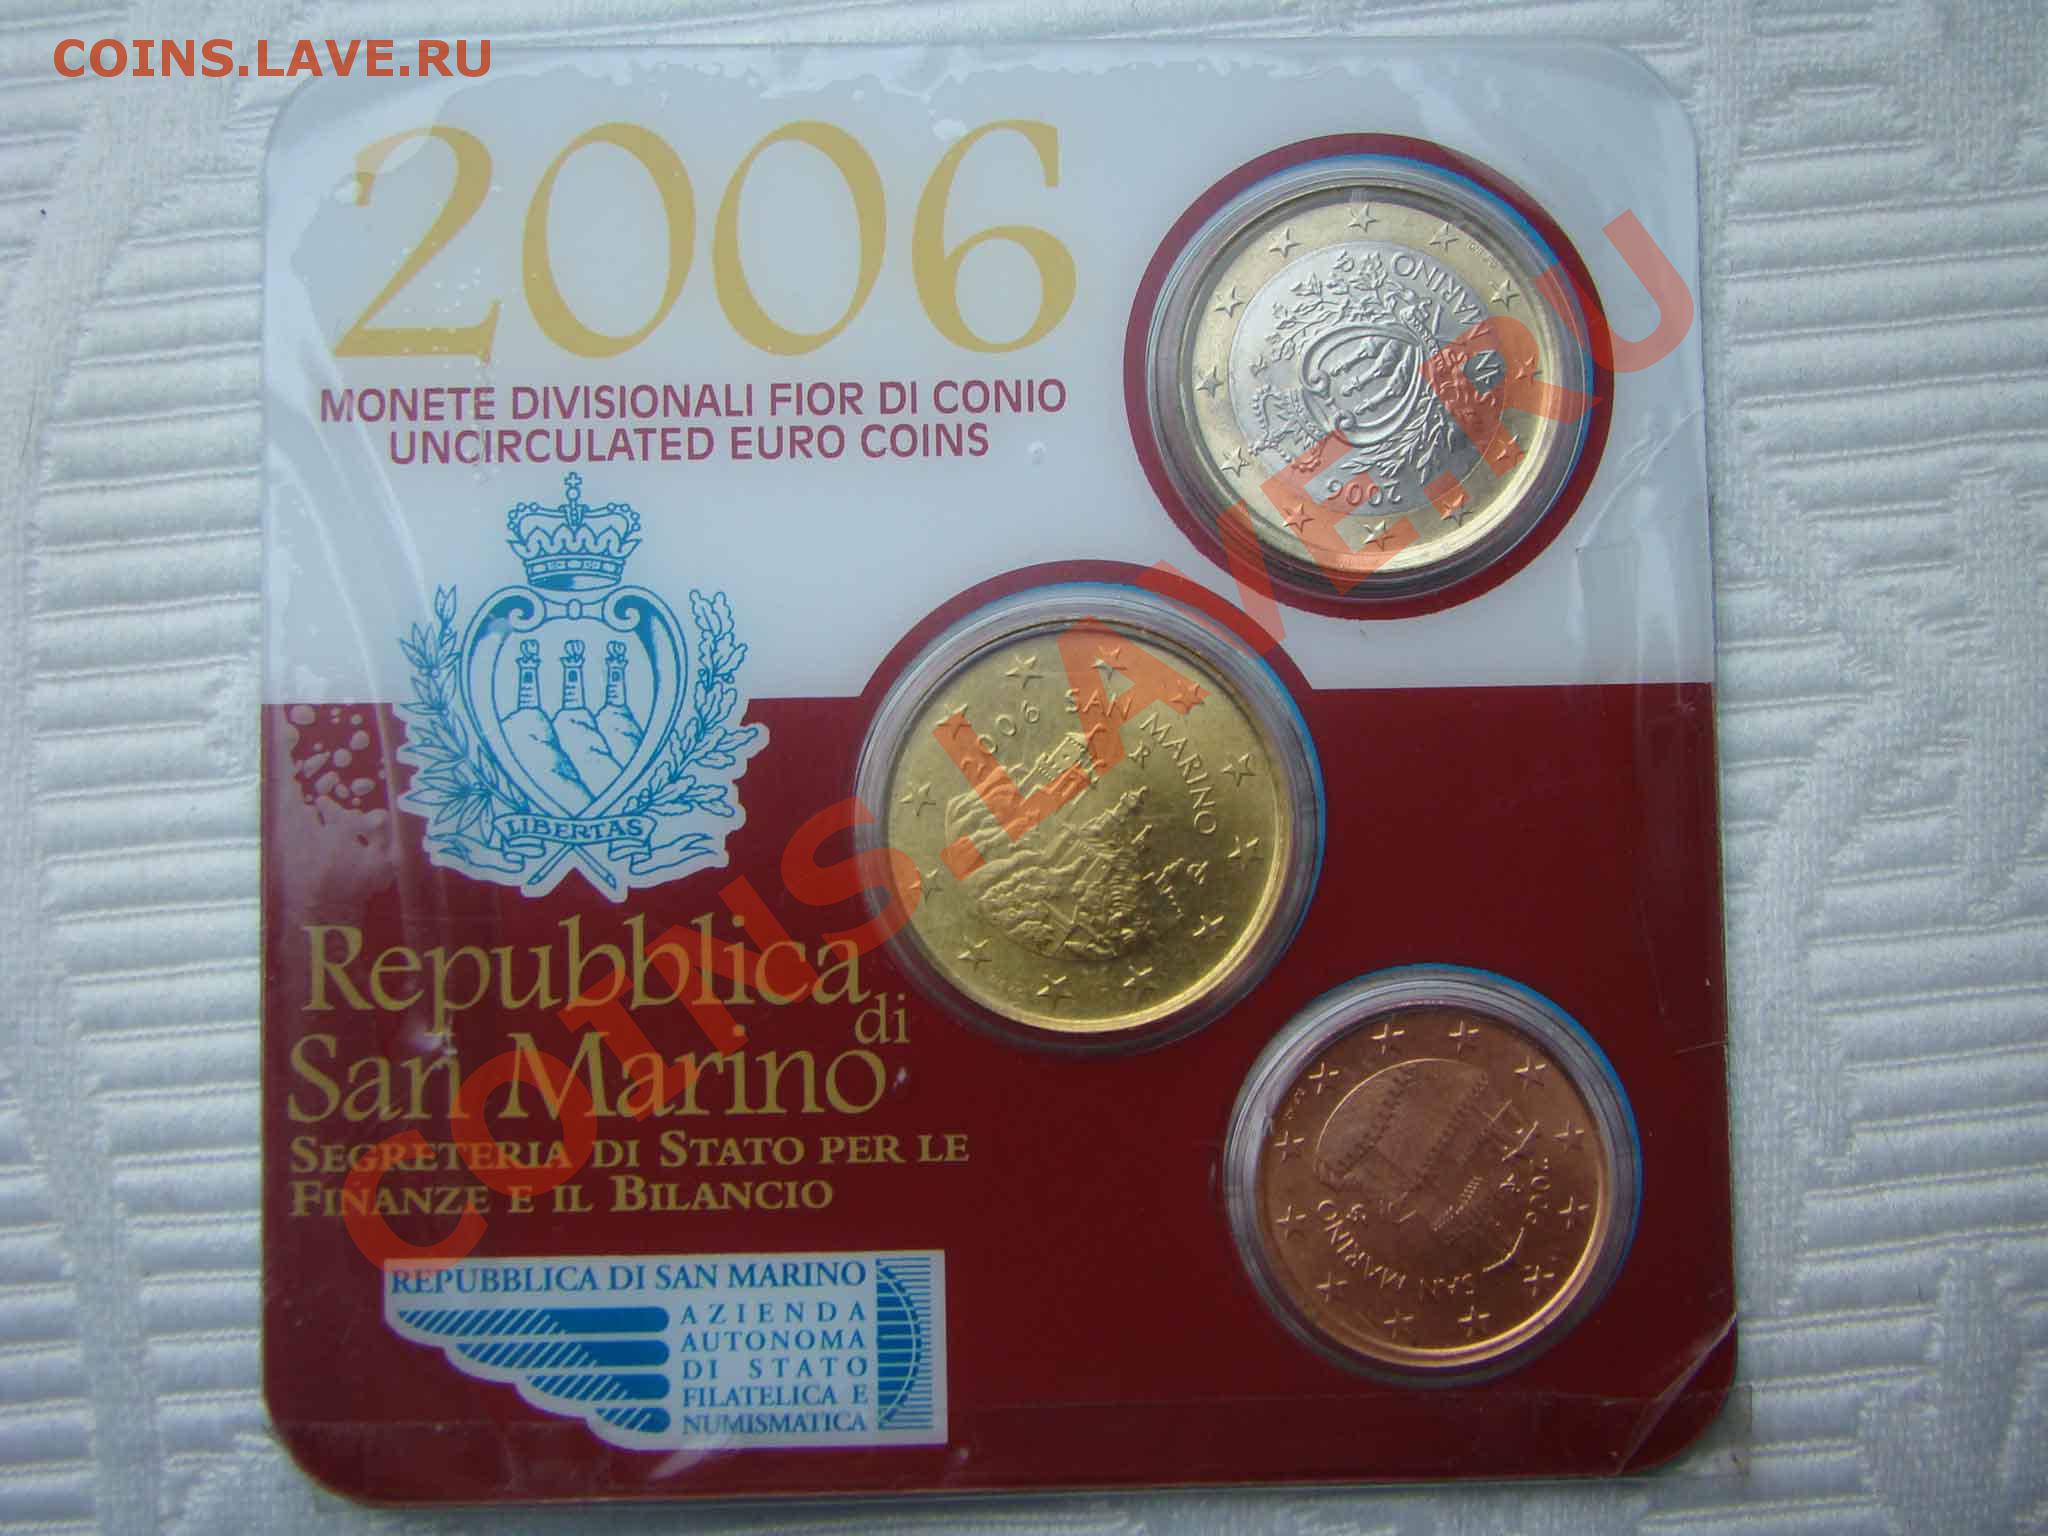 COINS.LAVE.RU
2006
MONETE DIVISIONALI FIOR DI CONIO
UNCIRCULATED EURO COINS
SAN MARINO
2006
LIBERTAS
2006 SAN MARINO
R
Repubblica
di
San Marino
SEGRETERIA DI STATO PER LE
FINANZE E IL BILANCIO
2006
SAN MARINO
REPUBBLICA DI SAN MARINO
AZIENDA
AUTONOMA
DI STATO
FILATELICA E
NUMISMATICA
COINS.LAVE.RU